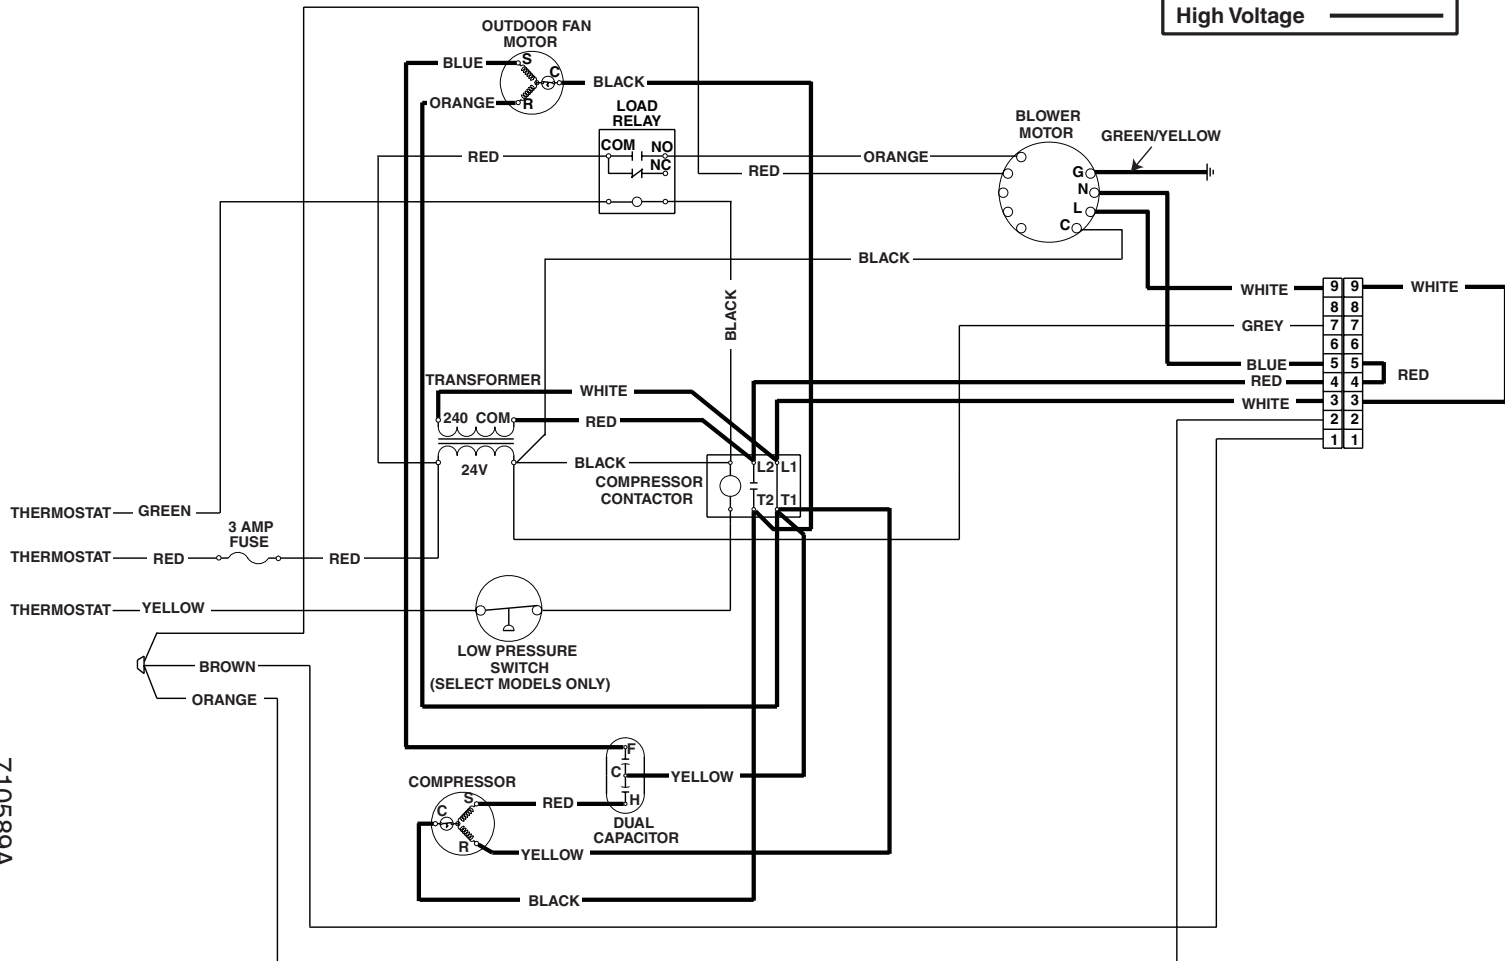 High Voltage
OUTDOOR FAN
MOTOR
BLUE
S
C
BLACK
ORANGE
R
LOAD
RELAY
COM
NO
NC
RED
ORANGE
RED
BLOWER
MOTOR
GREEN/YELLOW
G
N
L
C
BLACK
BLACK
WHITE
9 9
WHITE
8 8
GREY
7 7
6 6
BLUE
5 5
RED
4 4
RED
WHITE
3 3
2 2
1 1
TRANSFORMER
WHITE
240 COM
RED
24V
BLACK
COMPRESSOR
CONTACTOR
L2
L1
T2
T1
THERMOSTAT
GREEN
3 AMP
FUSE
THERMOSTAT
RED
RED
THERMOSTAT
YELLOW
LOW PRESSURE
SWITCH
(SELECT MODELS ONLY)
BROWN
ORANGE
F
C
H
YELLOW
DUAL
CAPACITOR
COMPRESSOR
C
S
R
RED
YELLOW
BLACK
7105894